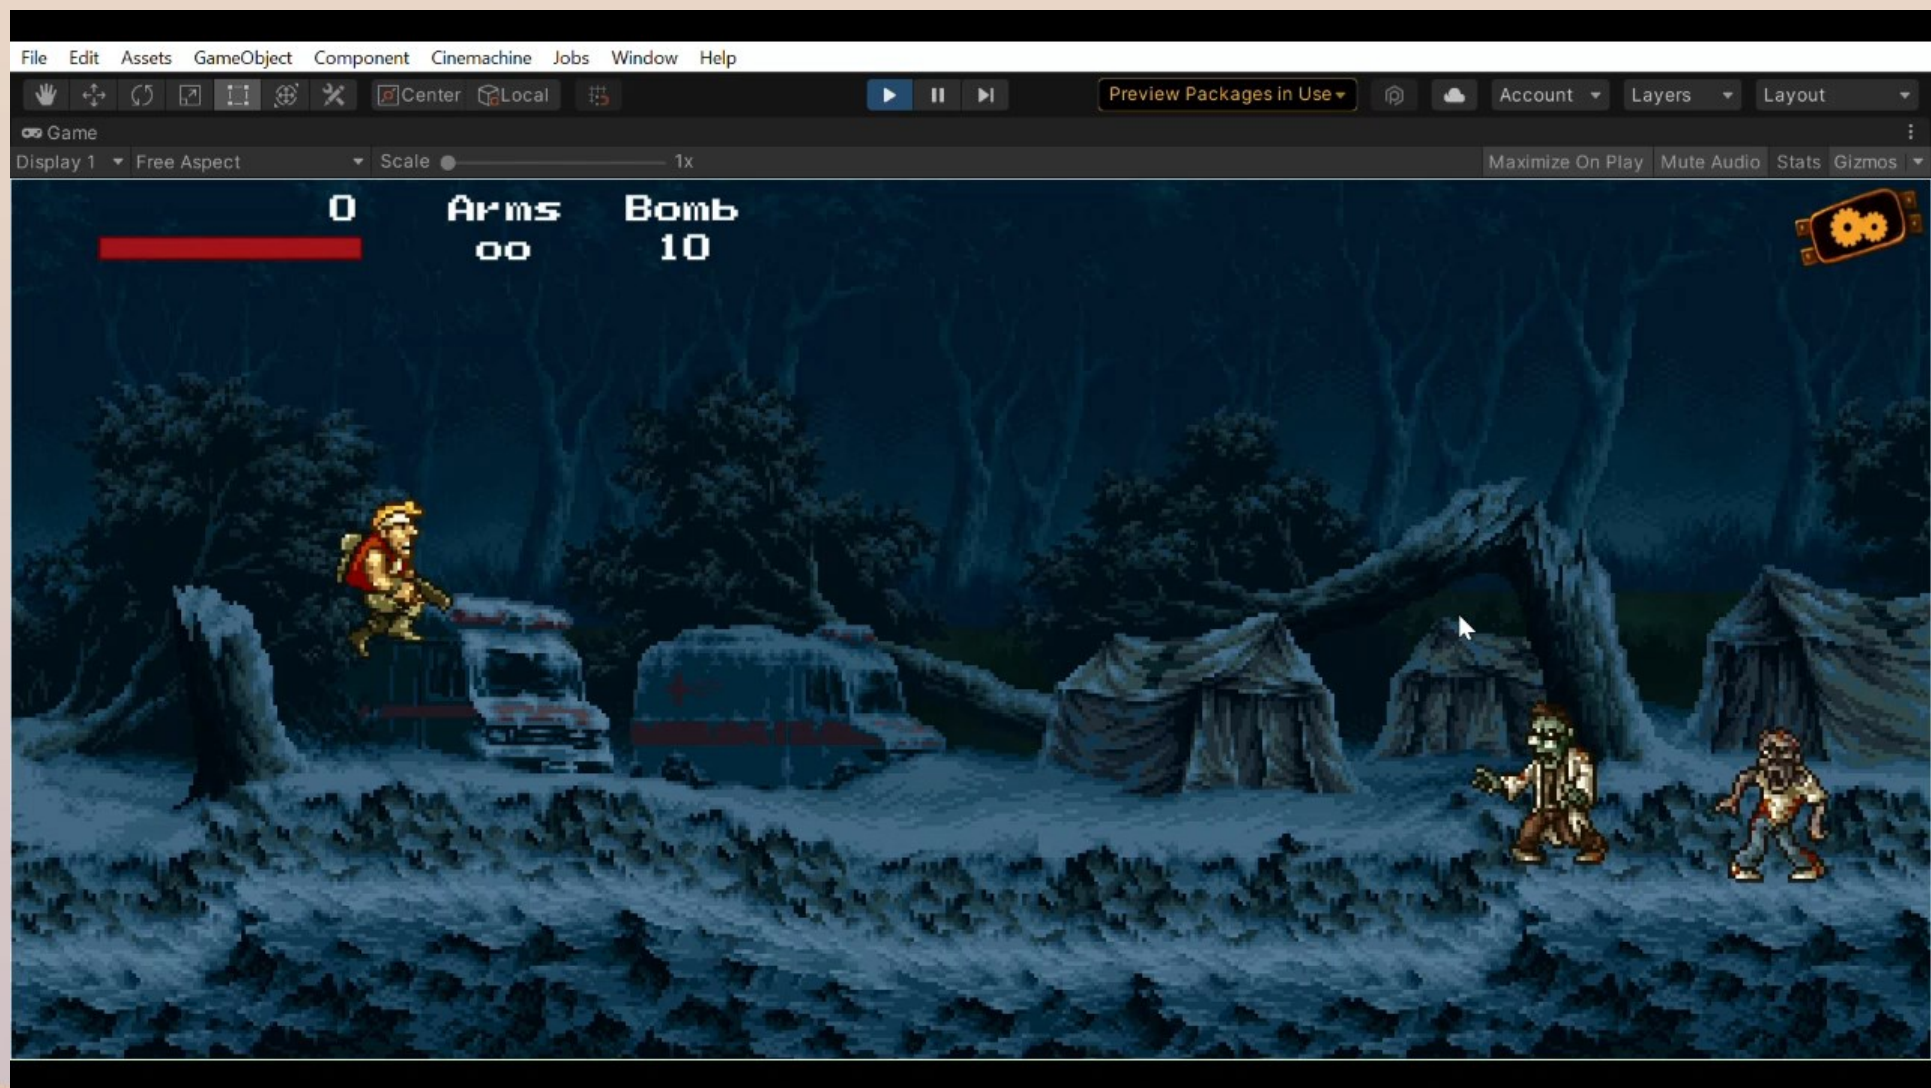 File Edit Assets GameObject Component Cinemachine Jobs Window Help
Center Local Preview Packages in Use Account Layers Layout
Game
Display 1 Free Aspect Scale 1x Maximize On Play Mute Audio Stats Gizmos
0 Arms Bomb
oo 10